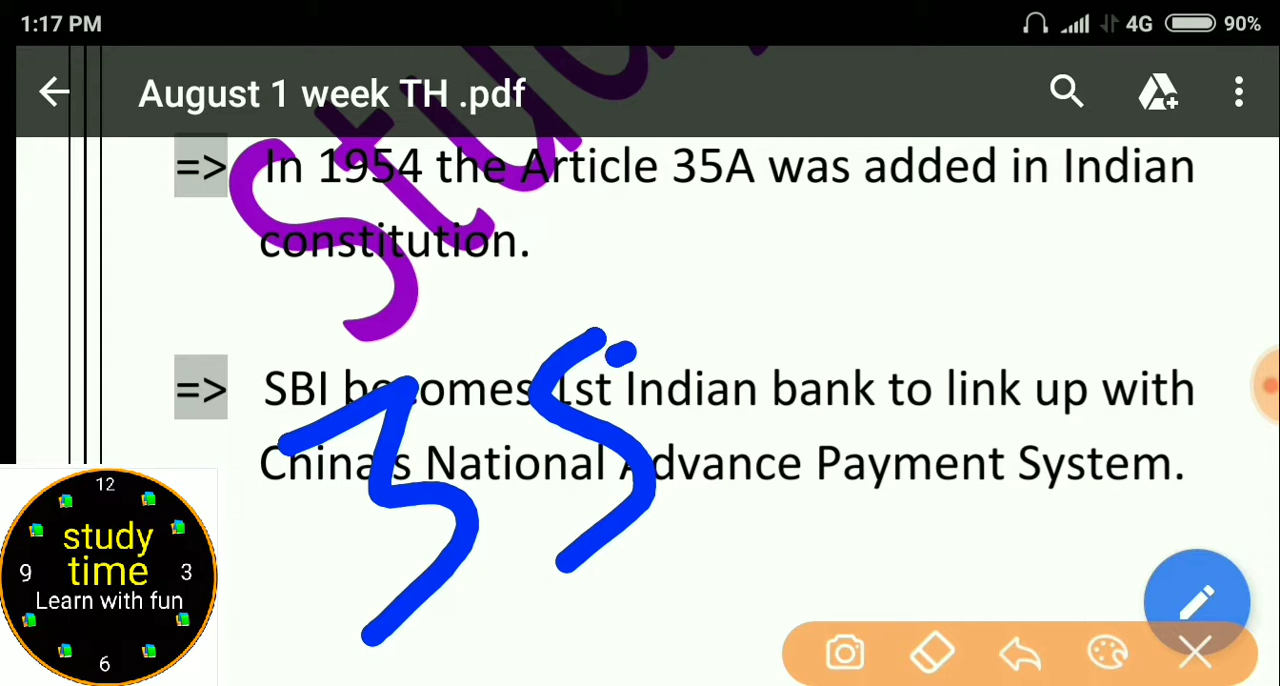 1:17 PM 4G 90%
August 1 week TH .pdf
=> In 1954 the Article 35A was added in Indian
constitution.
=> SBI becomes 1st Indian bank to link up with
China's National Advance Payment System.
35
12
study
9 time 3
Learn with fun
6